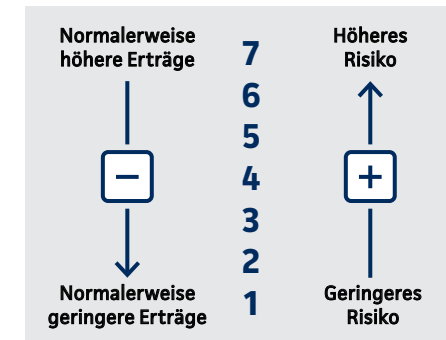 Normalerweise
höhere Erträge
7
6
5
4
3
2
1
Höheres
Risiko
−
+
Normalerweise
geringere Erträge
Geringeres
Risiko